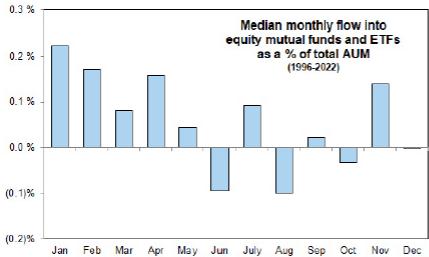 0.3 %
Median monthly flow into
equity mutual funds and ETFs
as a % of total AUM
(1996-2022)
0.2 %
0.1 %
0.0 %
(0.1)%
(0.2)%
Jan Feb Mar Apr May Jun July Aug Sep Oct Nov Dec